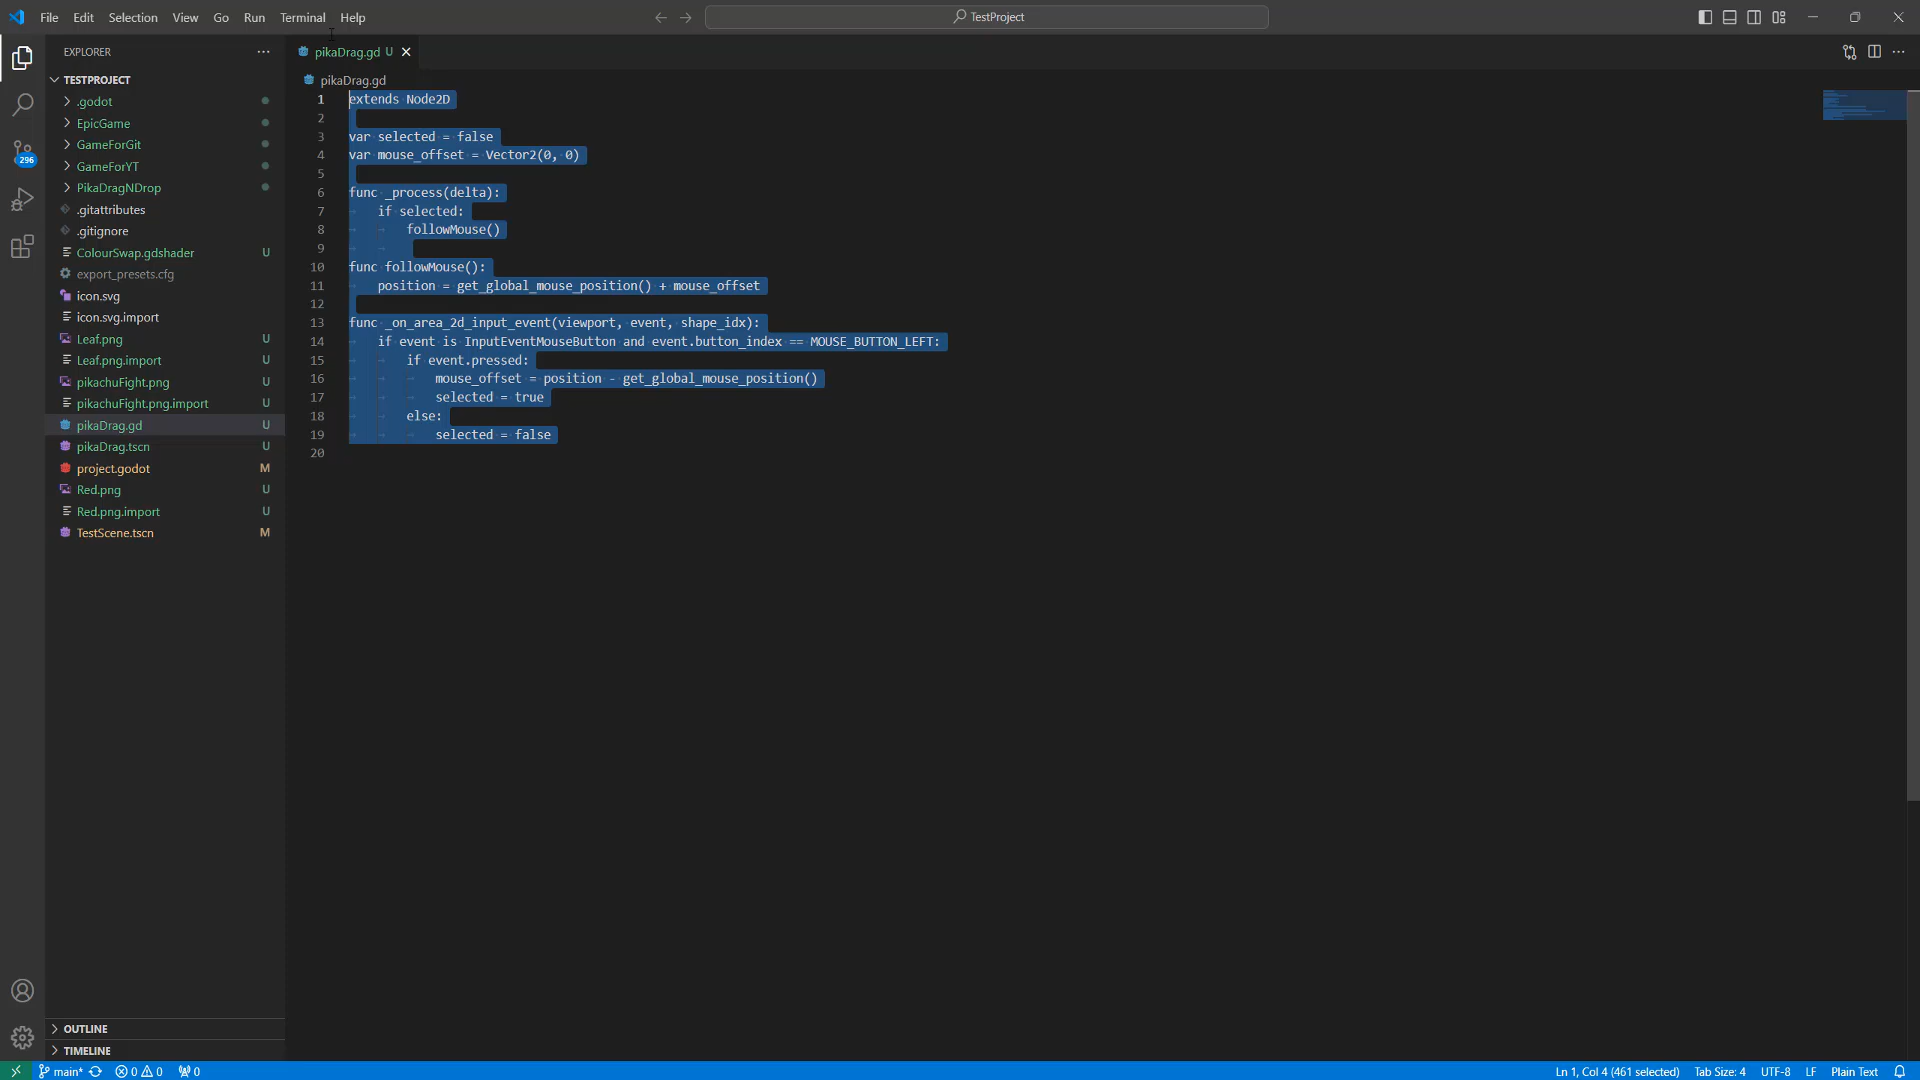 File Edit Selection View Go Run Terminal Help
TestProject
EXPLORER
pikaDrag.gd U
TESTPROJECT
.godot
EpicGame
GameForGit
GameForYT
PikaDragNDrop
.gitattributes
.gitignore
ColourSwap.gdshader U
export_presets.cfg
icon.svg
icon.svg.import
Leaf.png U
Leaf.png.import U
pikachuFight.png U
pikachuFight.png.import U
pikaDrag.gd U
pikaDrag.tscn U
project.godot M
Red.png U
Red.png.import U
TestScene.tscn M
OUTLINE
TIMELINE
296
pikaDrag.gd
1 extends Node2D
2
3 var selected = false
4 var mouse_offset = Vector2(0, 0)
5
6 func _process(delta):
7 if selected:
8 followMouse()
9
10 func followMouse():
11 position = get_global_mouse_position() + mouse_offset
12
13 func _on_area_2d_input_event(viewport, event, shape_idx):
14 if event is InputEventMouseButton and event.button_index == MOUSE_BUTTON_LEFT:
15 if event.pressed:
16 mouse_offset = position - get_global_mouse_position()
17 selected = true
18 else:
19 selected = false
20
main* 0 0 0 Ln 1, Col 4 (461 selected) Tab Size: 4 UTF-8 LF Plain Text